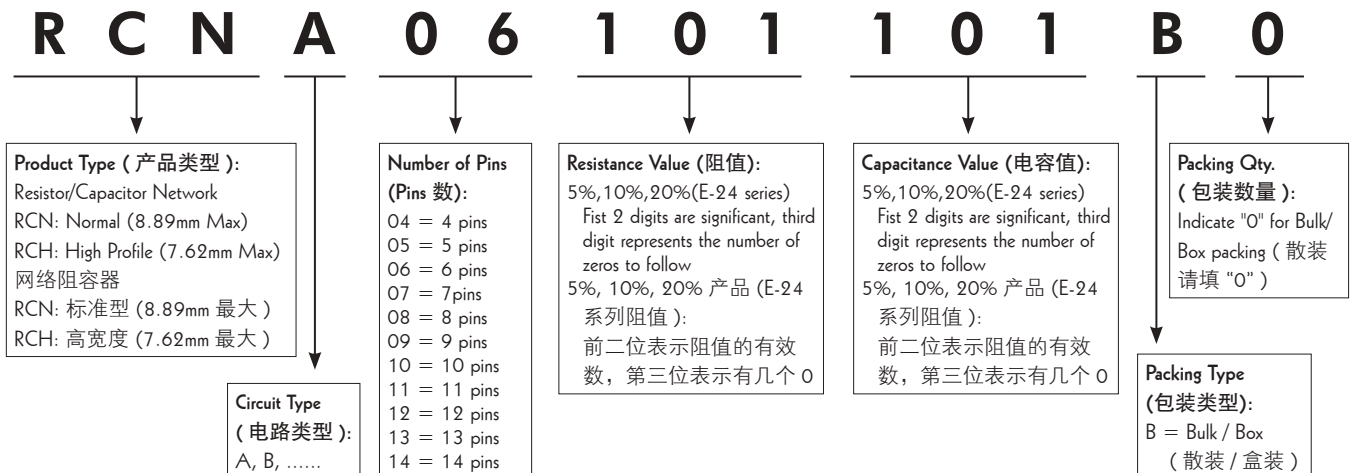 R C N A 0 6 1 0 1 1 0 1 B 0
Product Type ( 产品类型 ):
Resistor/Capacitor Network
RCN: Normal (8.89mm Max)
RCH: High Profile (7.62mm Max)
网络阻容器
RCN: 标准型 (8.89mm 最大 )
RCH: 高宽度 (7.62mm 最大 )
Circuit Type
( 电路类型 ):
A, B, ......
Number of Pins
(Pins 数):
04 = 4 pins
05 = 5 pins
06 = 6 pins
07 = 7pins
08 = 8 pins
09 = 9 pins
10 = 10 pins
11 = 11 pins
12 = 12 pins
13 = 13 pins
14 = 14 pins
Resistance Value (阻值):
5%,10%,20%(E-24 series)
Fist 2 digits are significant, third
digit represents the number of
zeros to follow
5%, 10%, 20% 产品 (E-24
系列阻值 ):
前二位表示阻值的有效
数，第三位表示有几个 0
Capacitance Value (电容值):
5%,10%,20%(E-24 series)
Fist 2 digits are significant, third
digit represents the number of
zeros to follow
5%, 10%, 20% 产品 (E-24
系列阻值 ):
前二位表示阻值的有效
数，第三位表示有几个 0
Packing Type
(包装类型):
B = Bulk / Box
( 散装 / 盒装 )
Packing Qty.
( 包装数量 ):
Indicate "0" for Bulk/
Box packing ( 散装
请填 “0” )